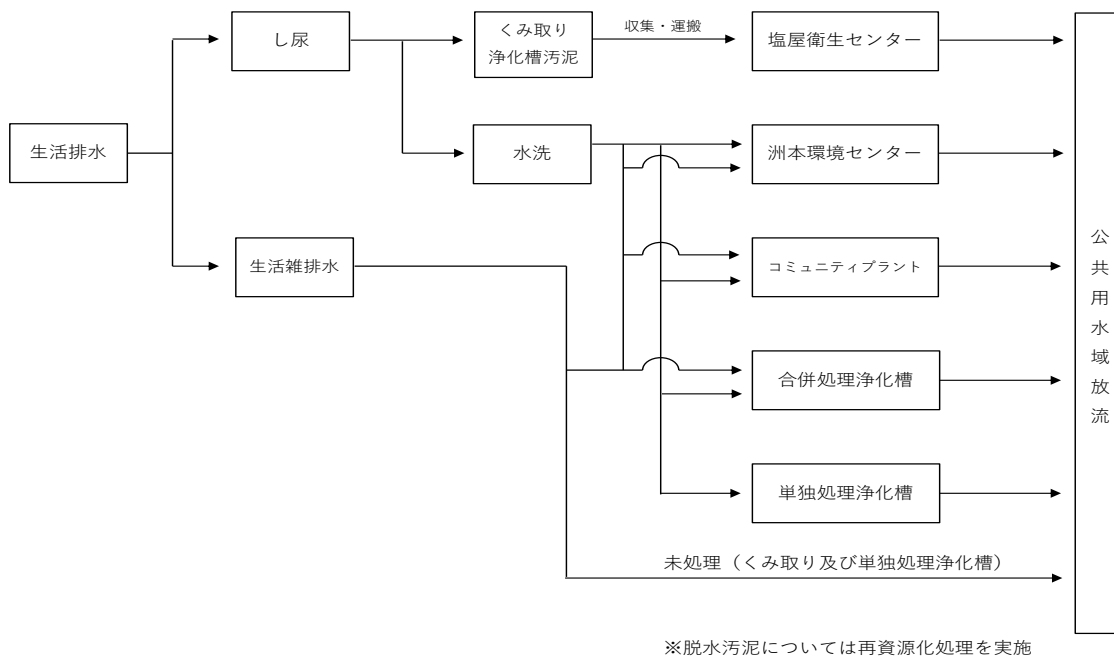 し尿
くみ取り
浄化槽汚泥
収集・運搬
塩屋衛生センター
生活排水
水洗
洲本環境センター
生活雑排水
コミュニティプラント
合併処理浄化槽
単独処理浄化槽
未処理（くみ取り及び単独処理浄化槽）
公共用水域放流
※脱水汚泥については再資源化処理を実施